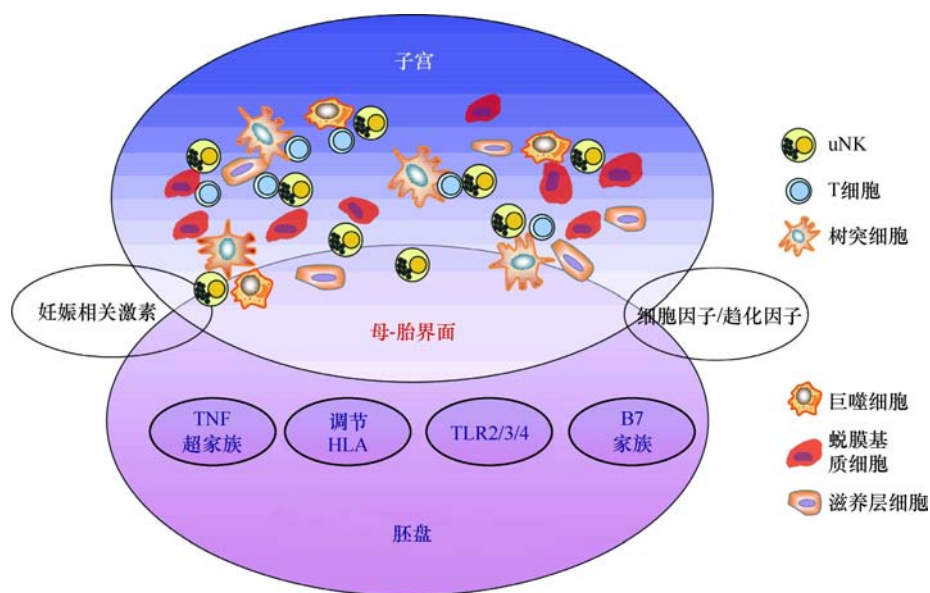 子宫
uNK
T细胞
树突细胞
妊娠相关激素
细胞因子/趋化因子
母-胎界面
TNF
超家族
调节
HLA
TLR2/3/4
B7
家族
巨噬细胞
蜕膜基
质细胞
滋养层细胞
胚盘